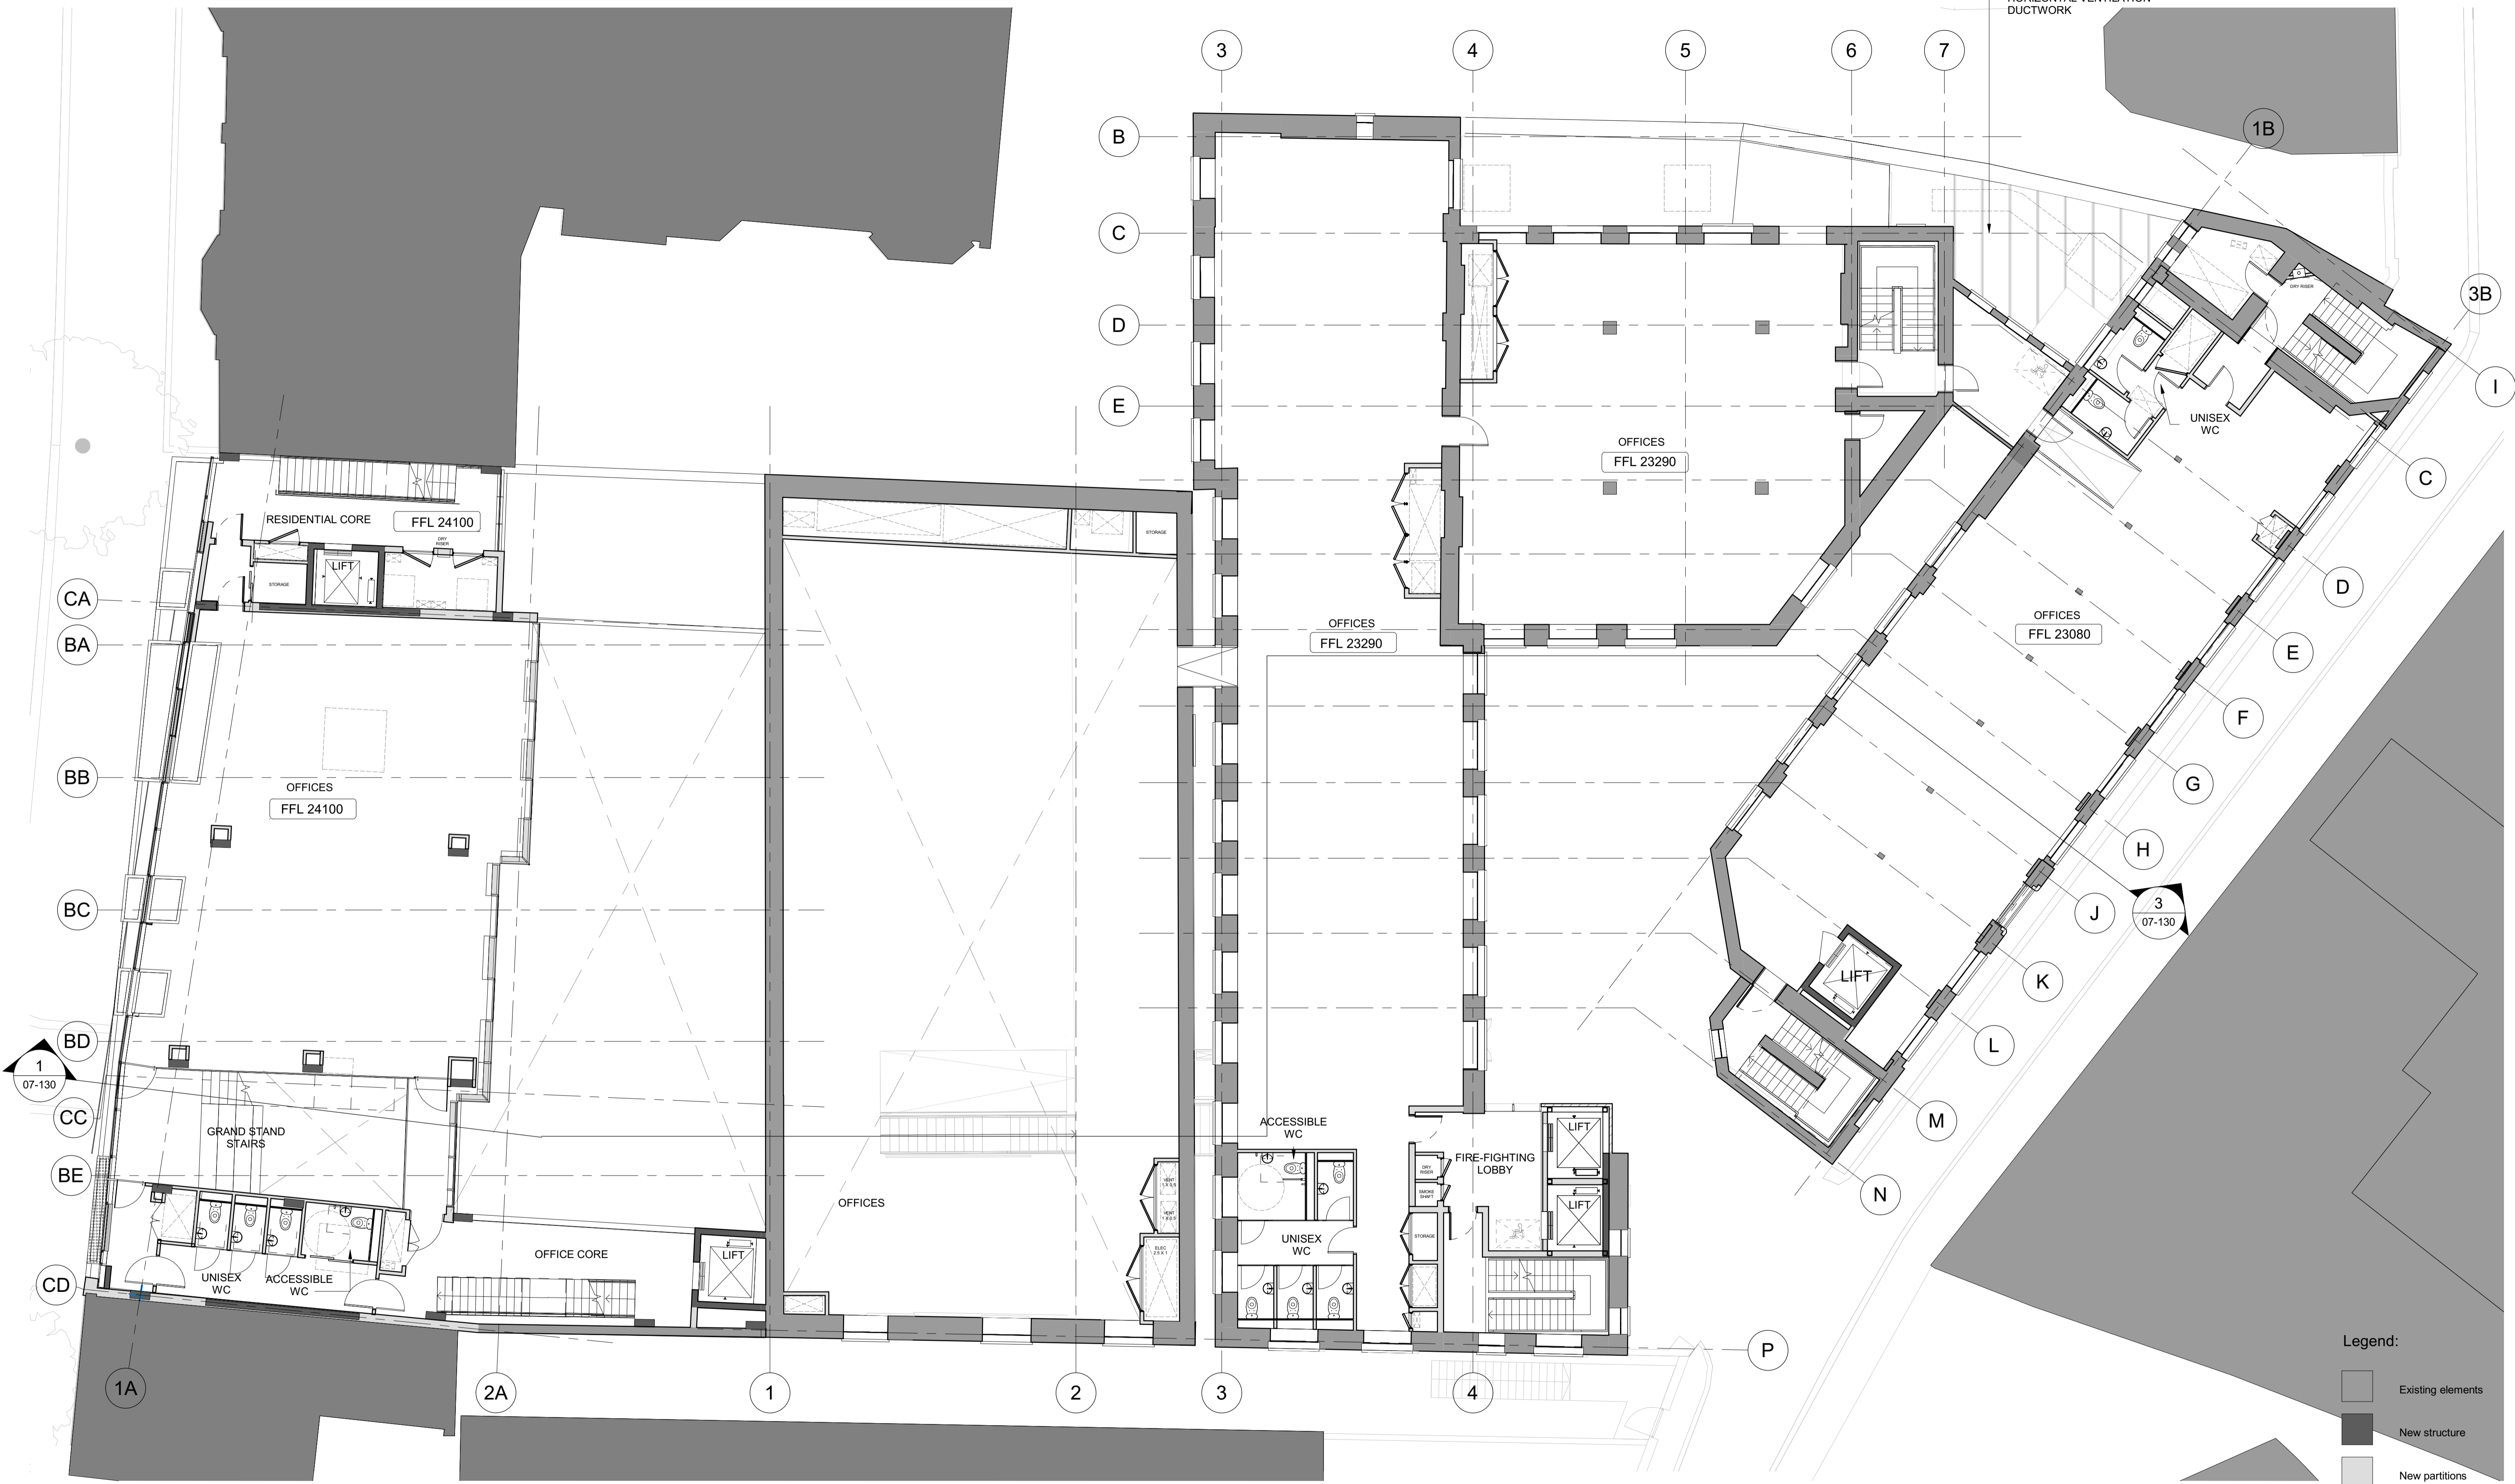 DUCTWORK
3
4
5
6
7
1B
B
C
D
E
3B
I
DRY RISER
UNISEX
WC
OFFICES
FFL 23290
C
RESIDENTIAL CORE
FFL 24100
DRY
RISER
STORAGE
LIFT
STORAGE
CA
BA
D
OFFICES
FFL 23290
OFFICES
FFL 23080
E
F
BB
OFFICES
FFL 24100
G
H
BC
J
3
07-130
LIFT
K
BD
L
1
07-130
CC
GRAND STAND
STAIRS
ACCESSIBLE
WC
LIFT
M
BE
FIRE-FIGHTING
LOBBY
DRY
RISER
SMOKE
SHAFT
N
OFFICES
LIFT
STORAGE
UNISEX
WC
OFFICE CORE
LIFT
CD
UNISEX
WC
ACCESSIBLE
WC
P
1A
2A
1
2
3
4
Legend:
Existing elements
New structure
New partitions